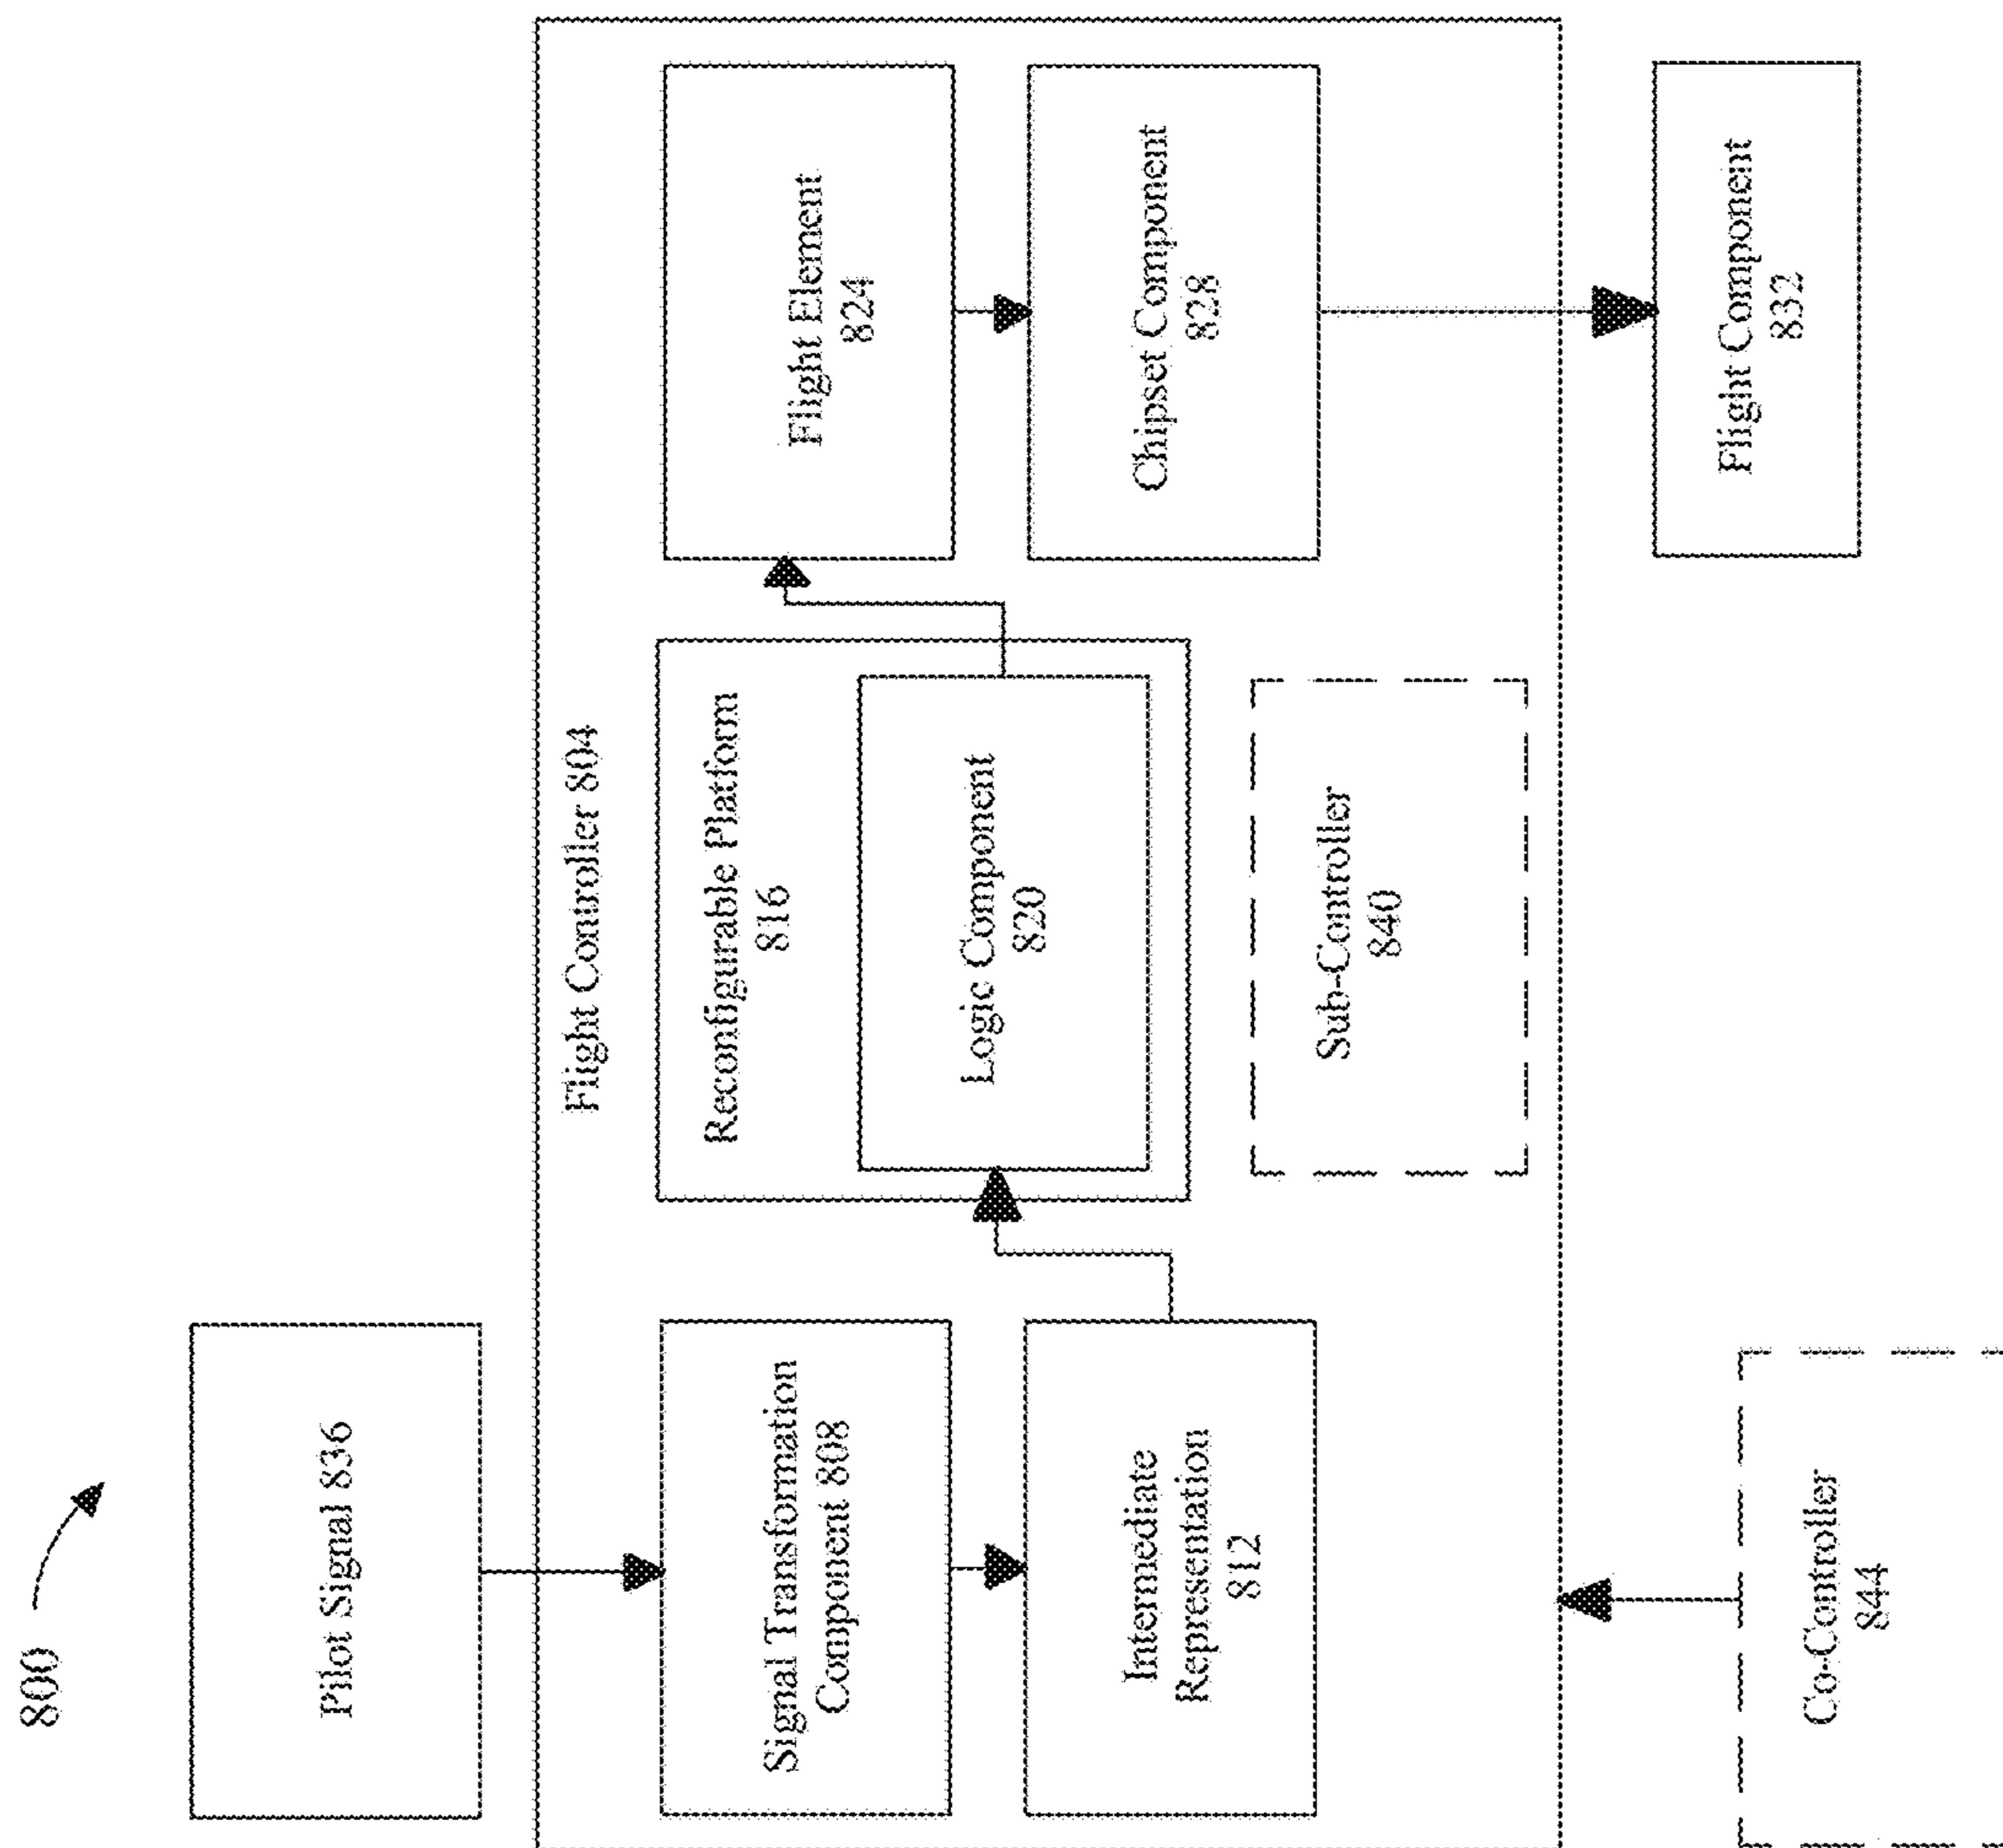 800
Pilot Signal 836
Flight Controller 804
Signal Transformation
Component 808
Reconfigurable Platform
816
Flight Element
824
Intermediate
Representation
812
Logic Component
820
Chipset Component
828
Sub-Controller
840
Co-Controller
844
Flight Component
832